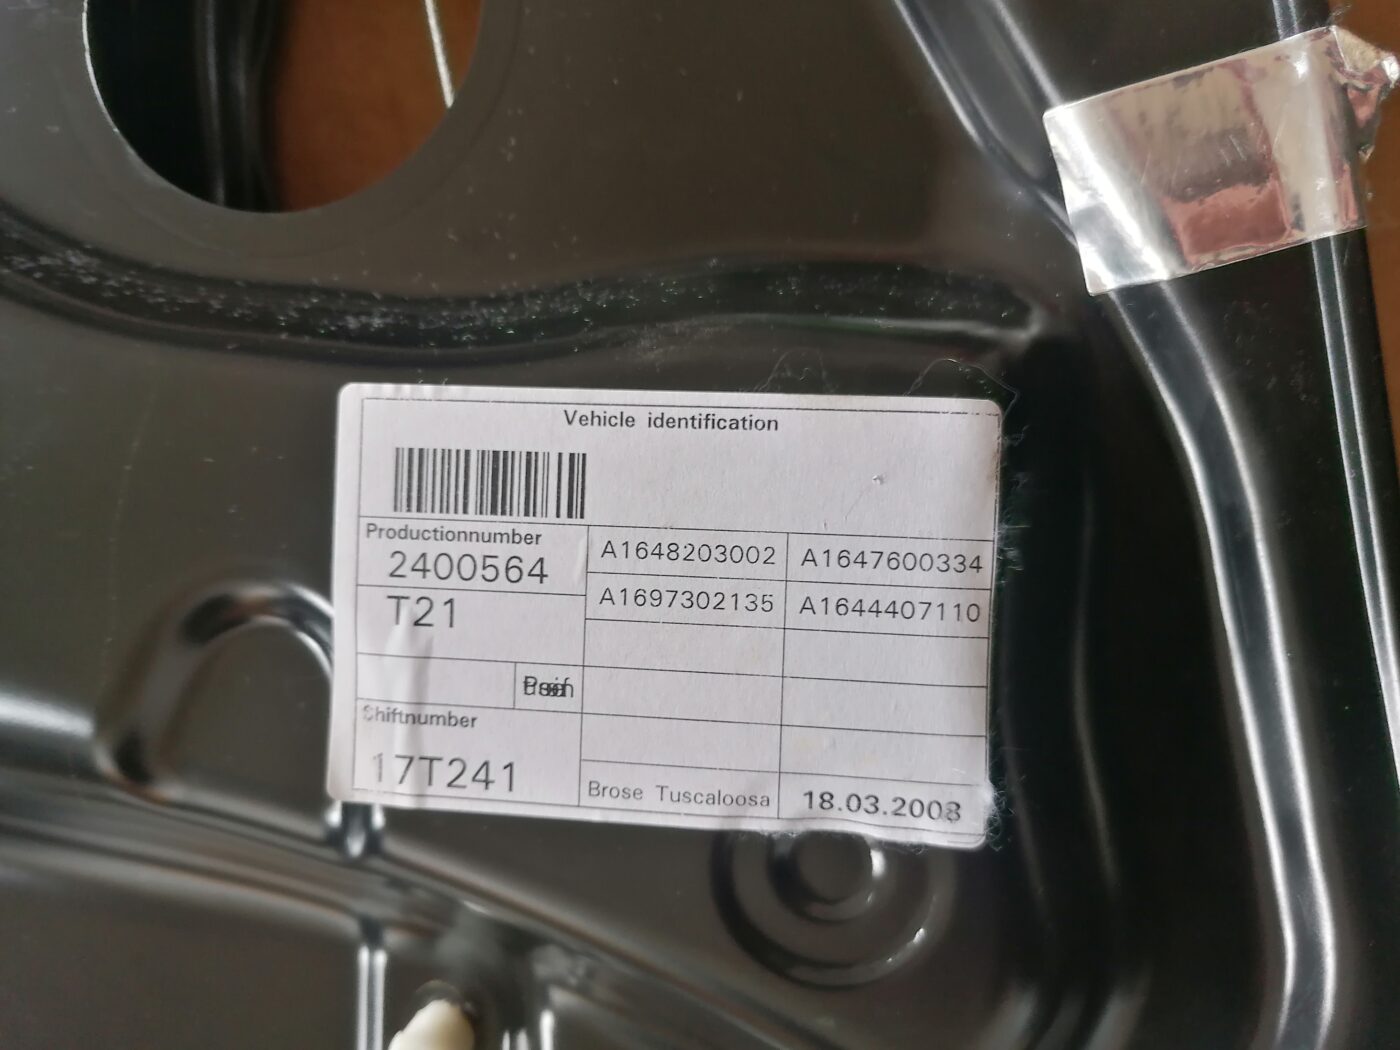 Vehicle identification
Productionnumber
2400564
A1648203002 A1647600334
T21
A1697302135 A1644407110
Shiftnumber
17T241
Brose Tuscaloosa 18.03.2008